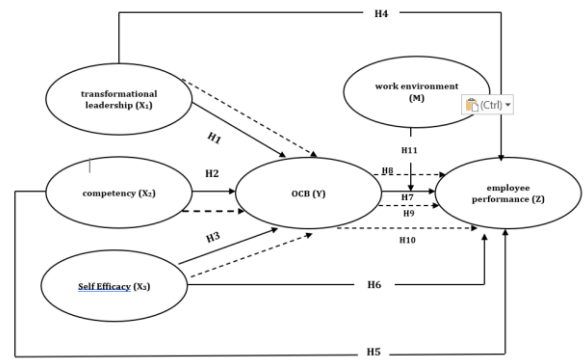 H4
transformational
leadership (X₁)
work environment
(M)
(Ctrl)
H1
H11
competency (X₂)
H2
OCB (Y)
H8
H7
H9
employee
performance (Z)
H3
H10
Self Efficacy (X₃)
H6
H5